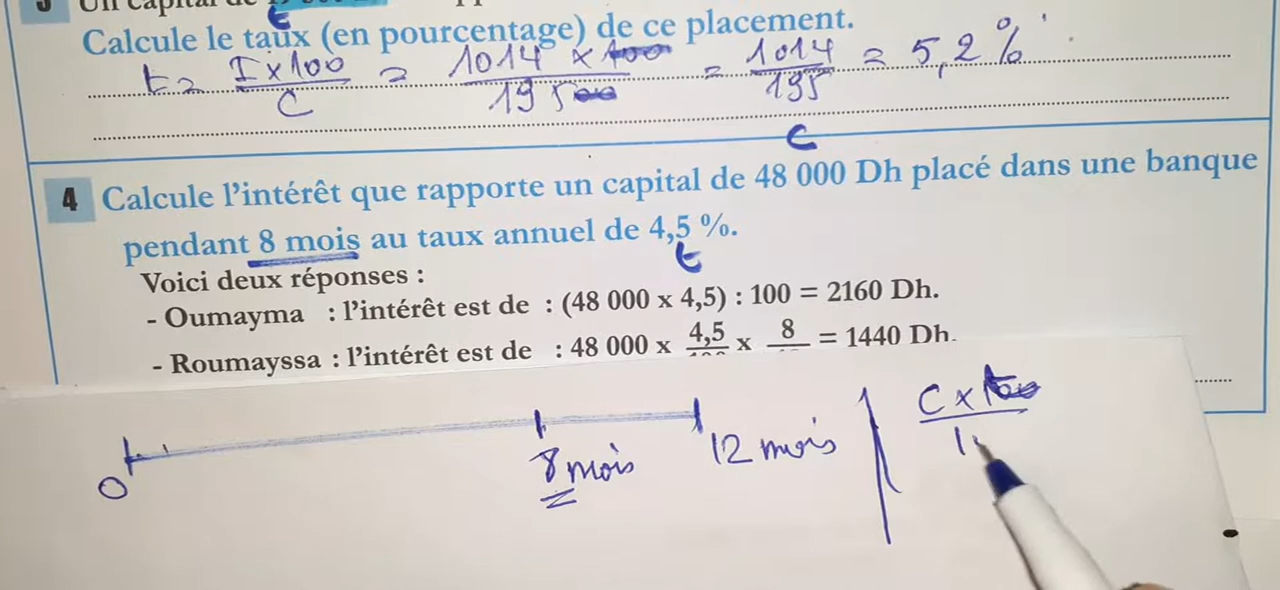 t
Calcule le taux (en pourcentage) de ce placement.
t = I x 100 / C = 1014 x 100 / 19500 = 1014 / 195 = 5,2 %
C
4 Calcule l'intérêt que rapporte un capital de 48 000 Dh placé dans une banque
pendant 8 mois au taux annuel de 4,5 %.
t
Voici deux réponses :
- Oumayma : l'intérêt est de : (48 000 x 4,5) : 100 = 2160 Dh.
- Roumayssa : l'intérêt est de : 48 000 x 4,5 x 8 = 1440 Dh.
0 8 mois 12 mois C x